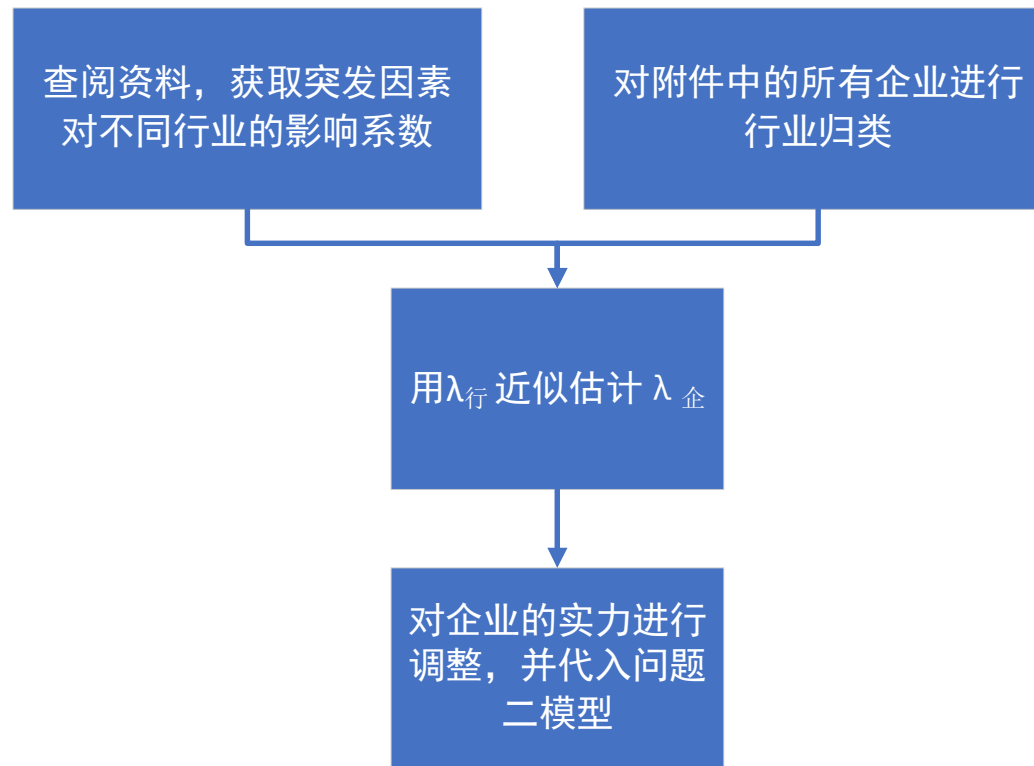 查阅资料，获取突发因素
对不同行业的影响系数
对附件中的所有企业进行
行业归类
用λ行 近似估计 λ 企
对企业的实力进行
调整，并代入问题
二模型